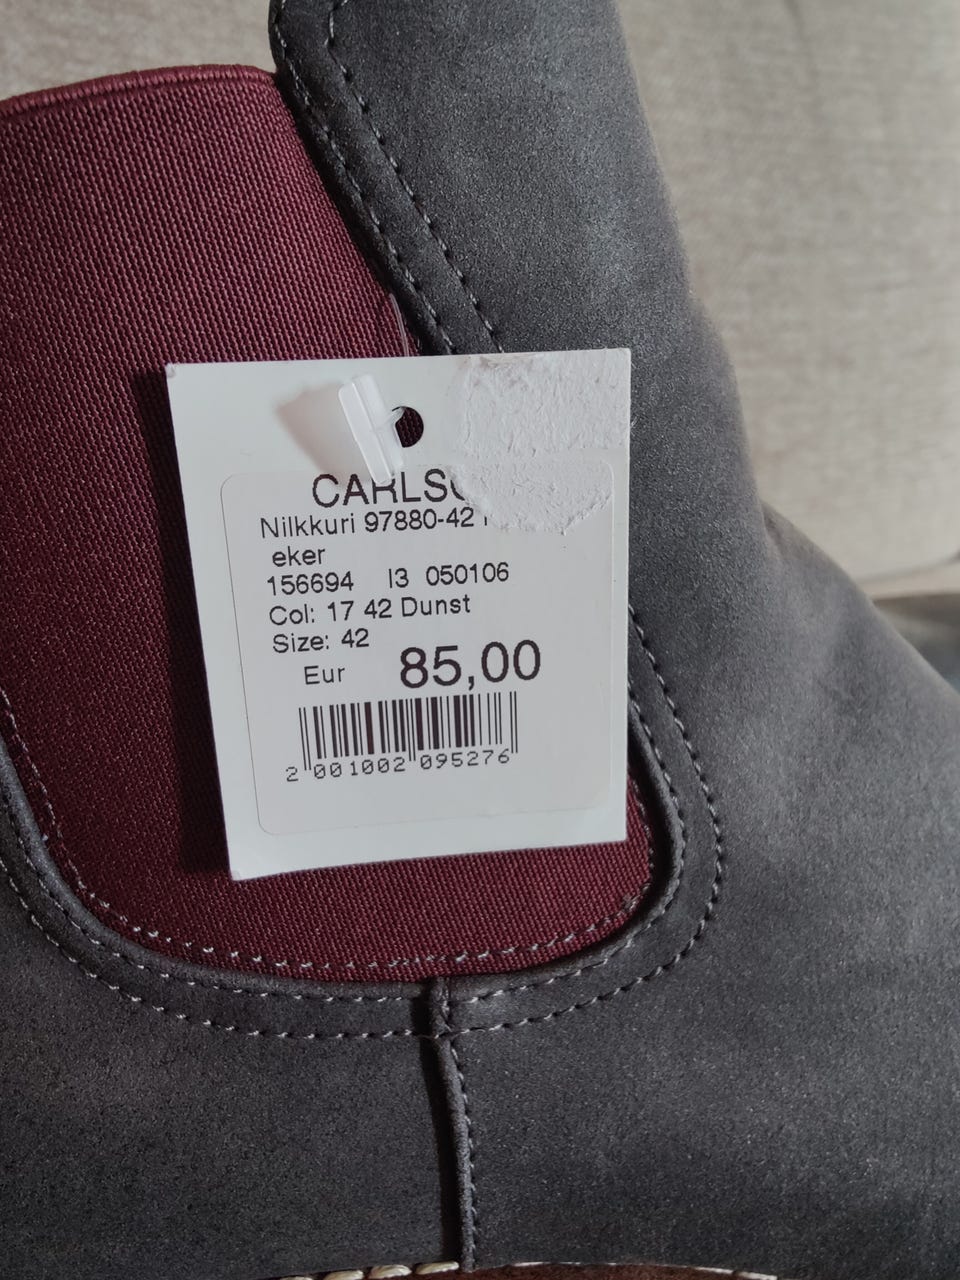 CARLSO
Nilkkuri 97880-42
eker
156694 I3 050106
Col: 17 42 Dunst
Size: 42
Eur 85,00
2 001002 095276